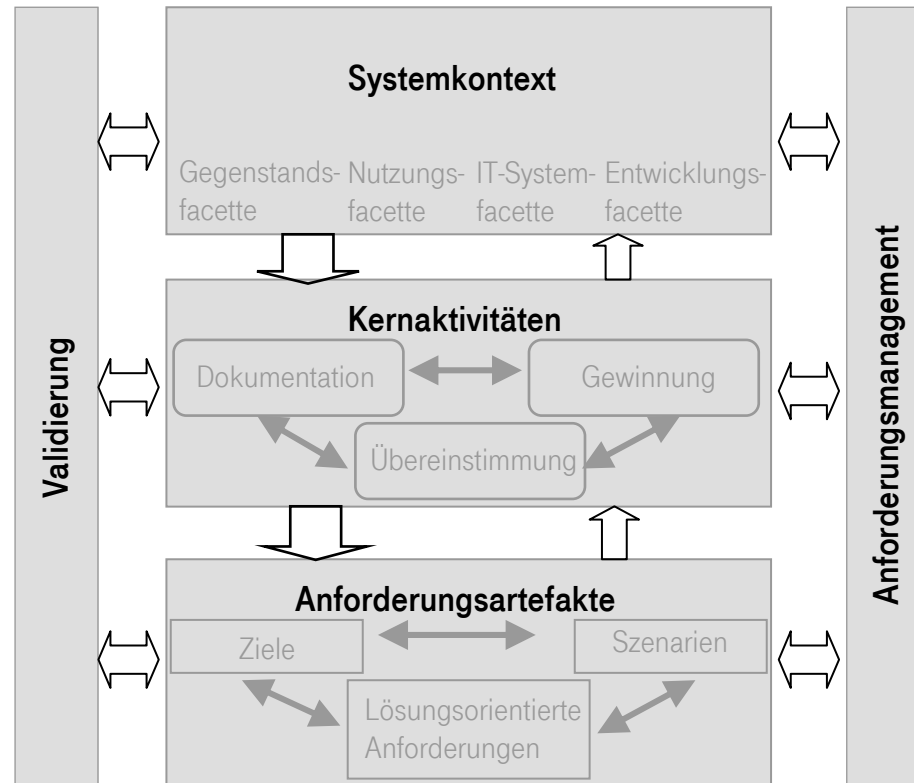 Systemkontext
Gegenstands-
facette
Nutzungs-
facette
IT-System-
facette
Entwicklungs-
facette
Validierung
Kernaktivitäten
Dokumentation
Gewinnung
Übereinstimmung
Anforderungsmanagement
Anforderungsartefakte
Ziele
Szenarien
Lösungsorientierte
Anforderungen